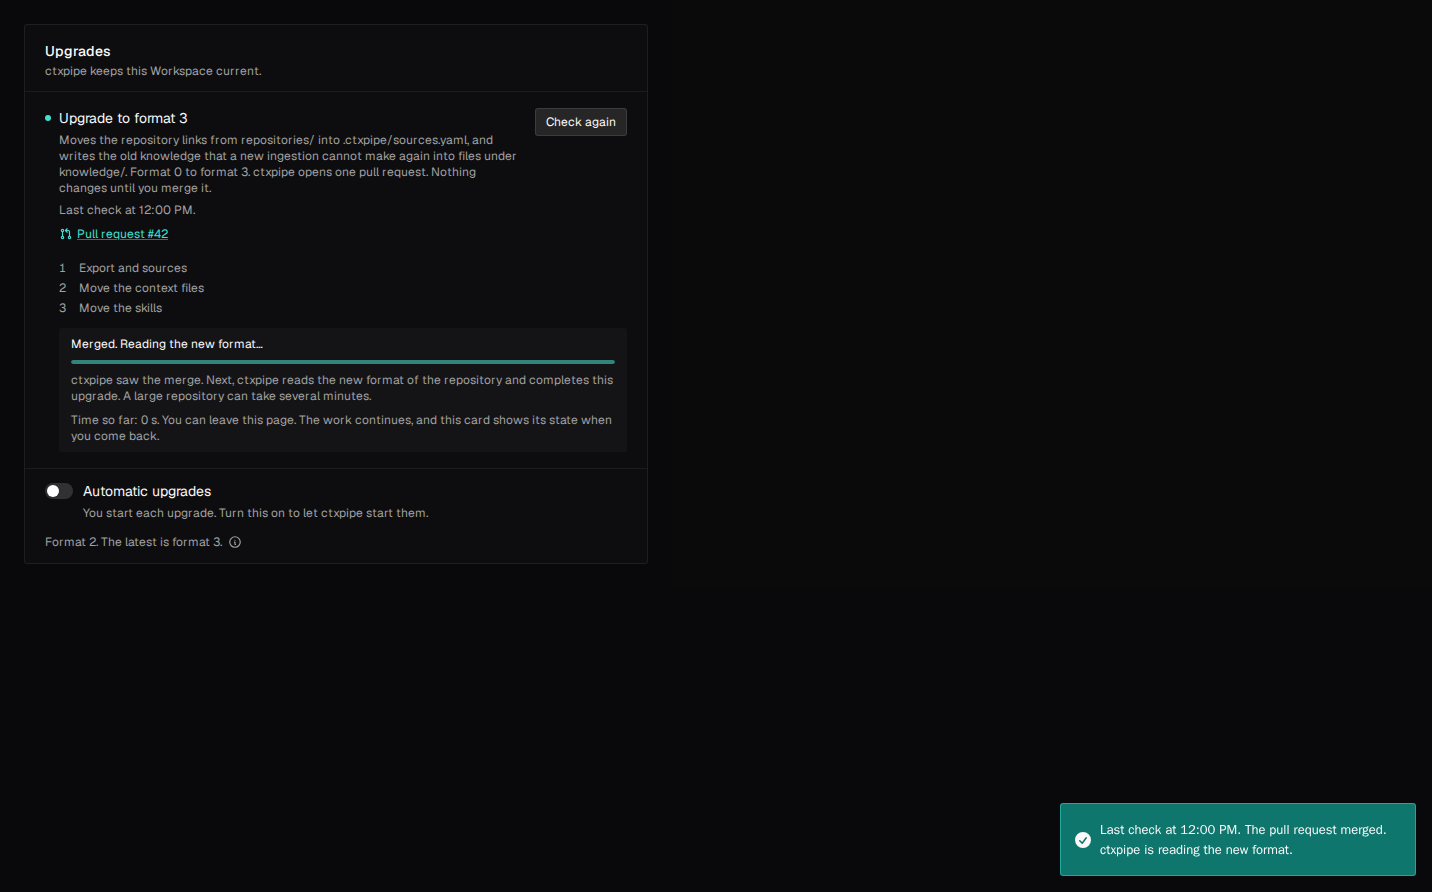 Upgrades
ctxpipe keeps this Workspace current.
Upgrade to format 3
Check again
Moves the repository links from repositories/ into .ctxpipe/sources.yaml, and
writes the old knowledge that a new ingestion cannot make again into files under
knowledge/. Format 0 to format 3. ctxpipe opens one pull request. Nothing
changes until you merge it.
Last check at 12:00 PM.
Pull request #42
1 Export and sources
2 Move the context files
3 Move the skills
Merged. Reading the new format…
ctxpipe saw the merge. Next, ctxpipe reads the new format of the repository and completes this
upgrade. A large repository can take several minutes.
Time so far: 0 s. You can leave this page. The work continues, and this card shows its state when
you come back.
Automatic upgrades
You start each upgrade. Turn this on to let ctxpipe start them.
Format 2. The latest is format 3.
Last check at 12:00 PM. The pull request merged.
ctxpipe is reading the new format.